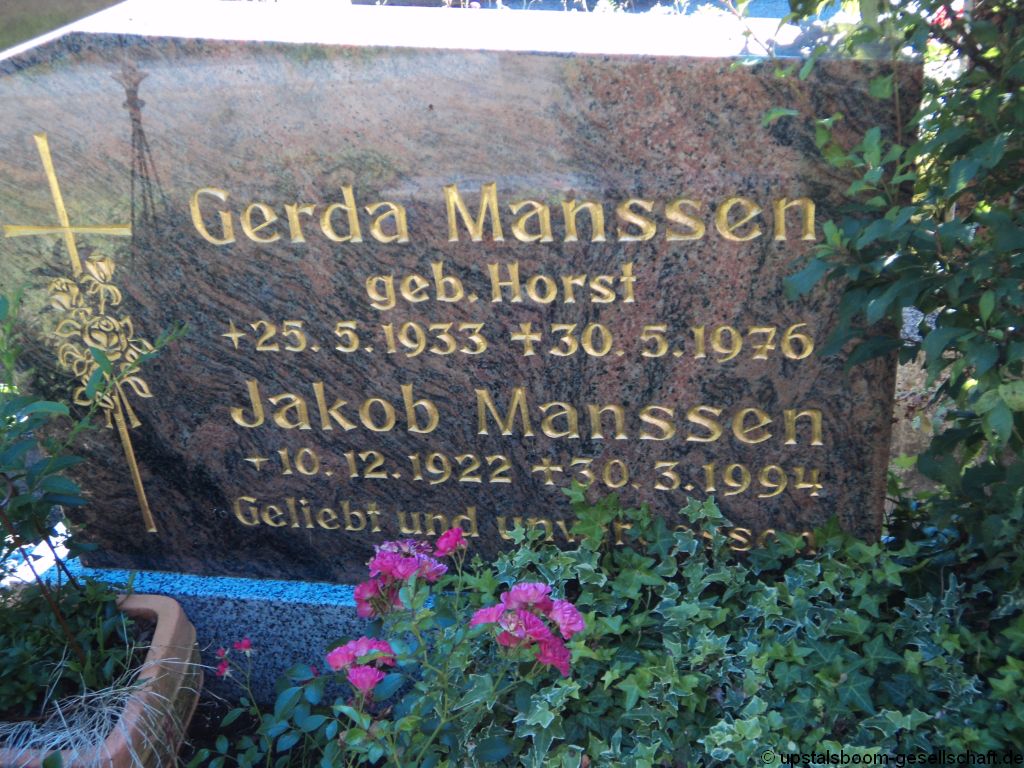 Gerda Manssen
geb. Horst
+25. 5. 1933 ✝30. 5. 1976
Jakob Manssen
+10. 12. 1922 ✝30. 3. 1994
Geliebt und
© upstalsboom-gesellschaft.de